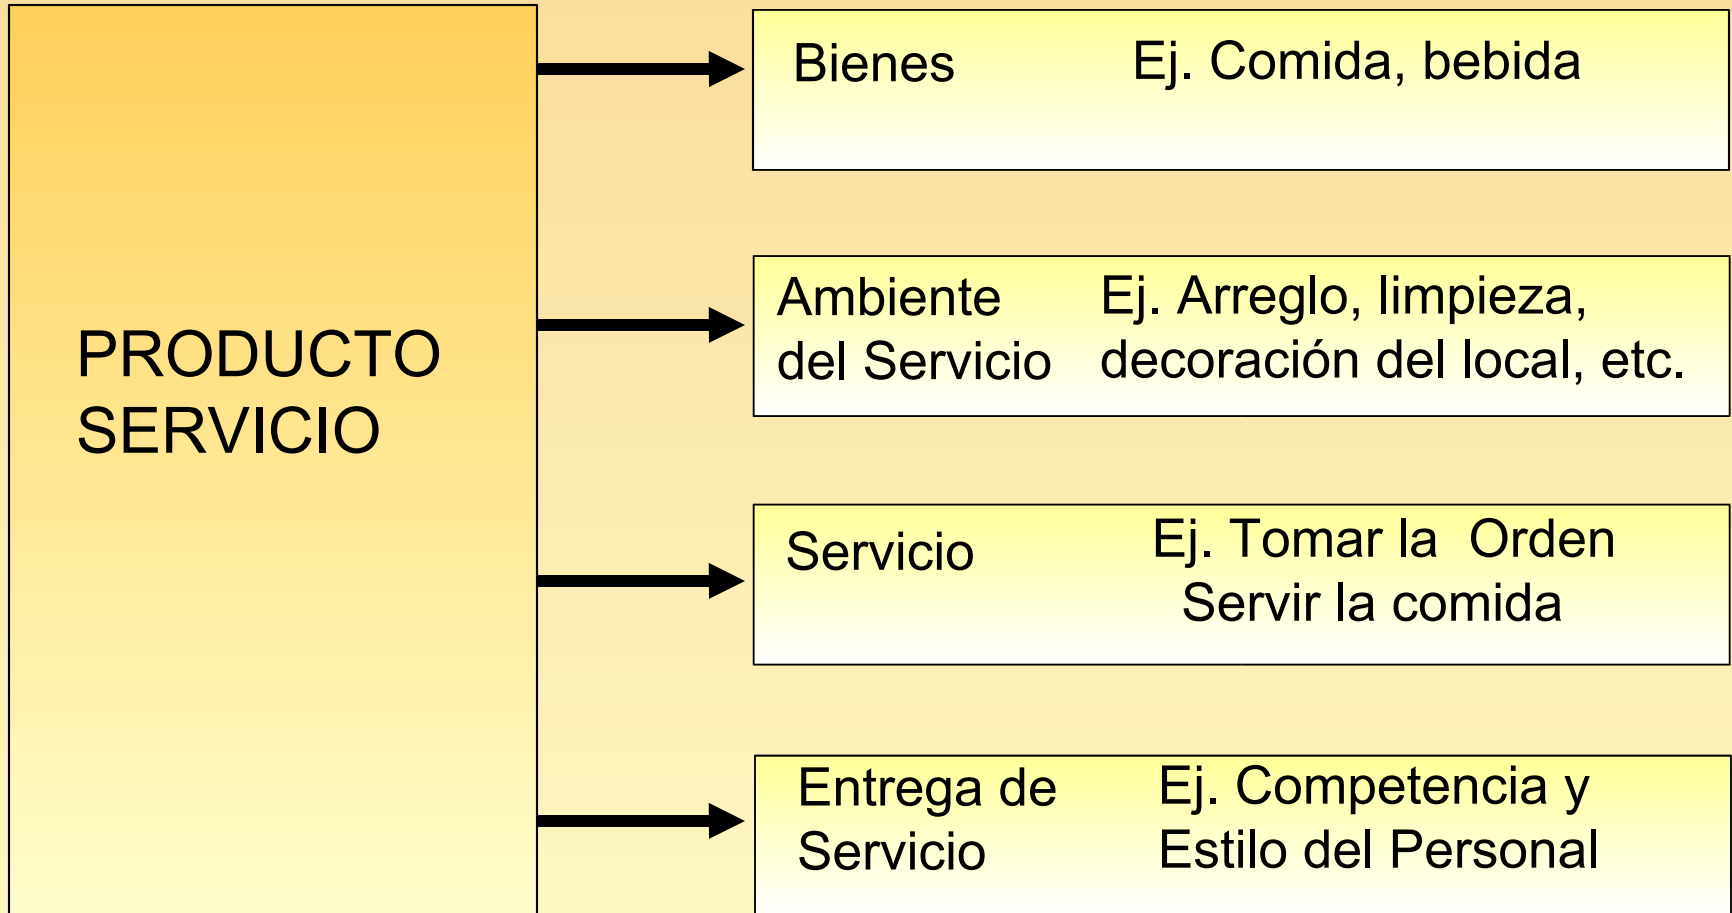 PRODUCTO
SERVICIO
Bienes
Ej. Comida, bebida
Ambiente
del Servicio
Ej. Arreglo, limpieza,
decoración del local, etc.
Servicio
Ej. Tomar la  Orden
Servir la comida
Entrega de
Servicio
Ej. Competencia y
Estilo del Personal